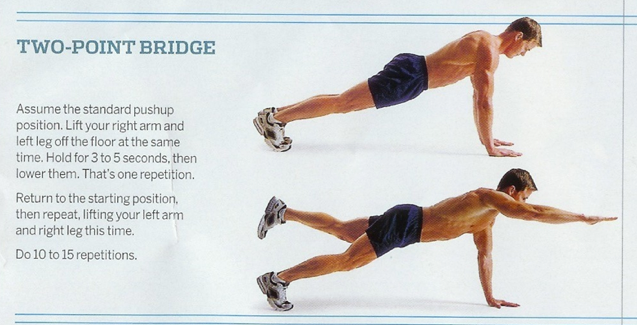 TWO-POINT BRIDGE
Assume the standard pushup
position. Lift your right arm and
left leg off the floor at the same
time. Hold for 3 to 5 seconds, then
lower them. That's one repetition.
Return to the starting position,
then repeat, lifting your left arm
and right leg this time.
Do 10 to 15 repetitions.